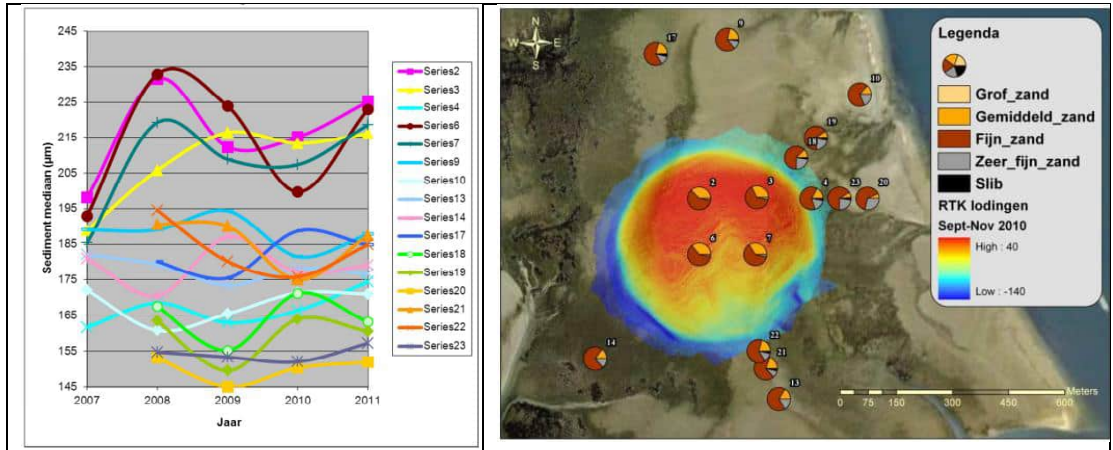 245
235
225
215
205
195
185
175
165
155
145
Sediment mediaan (µm)
2007 2008 2009 2010 2011
Jaar
Series2
Series3
Series4
Series6
Series7
Series9
Series10
Series13
Series14
Series17
Series18
Series19
Series20
Series21
Series22
Series23
N
W E
S
9
17
10
19
18
2
3
4
23
20
6
7
14
22
21
13
Legenda
Grof_zand
Gemiddeld_zand
Fijn_zand
Zeer_fijn_zand
Slib
RTK lodingen
Sept-Nov 2010
High : 40
Low : -140
Meters
0 75 150 300 450 600